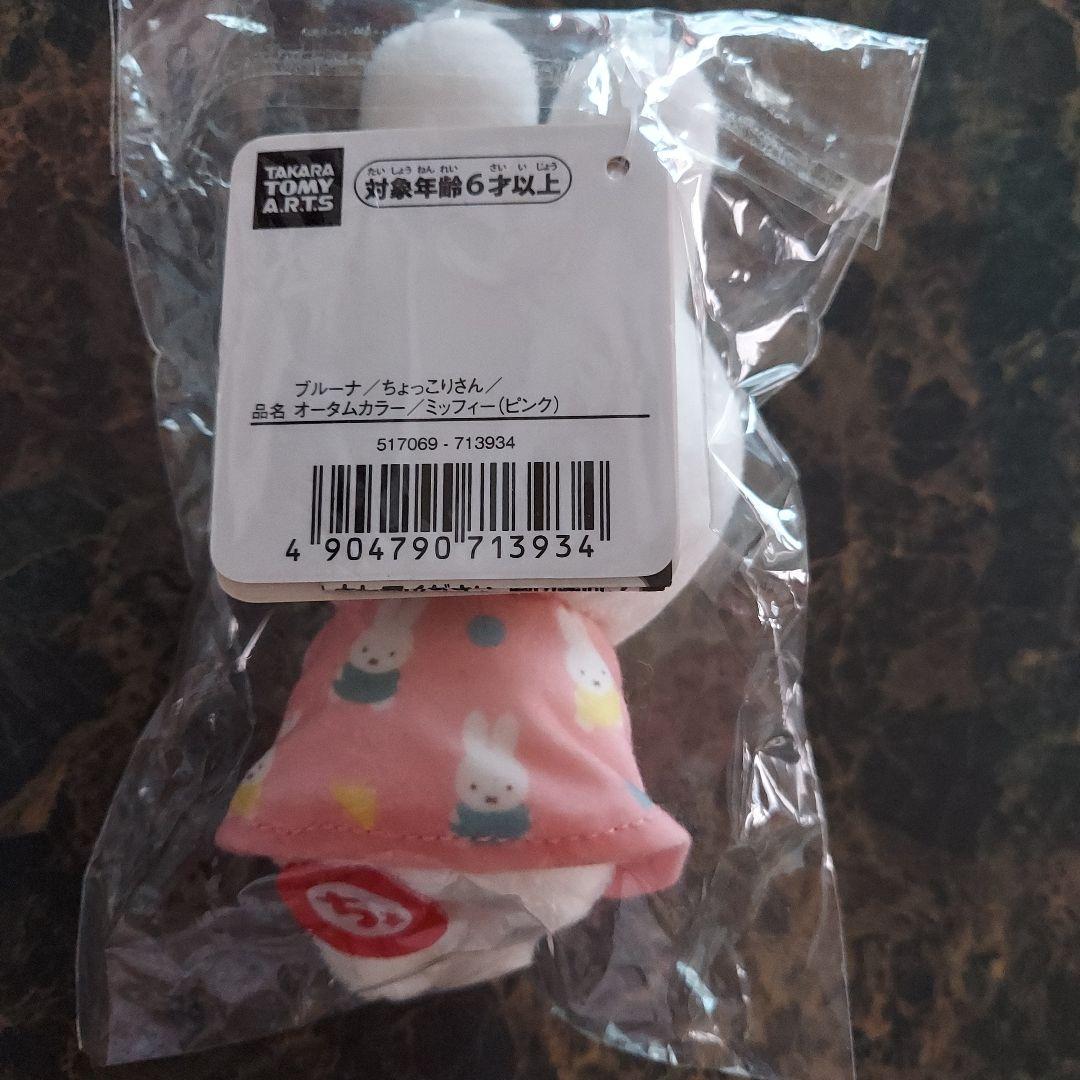 TAKARA
TOMY
A.R.T.S
たいしょうねんれい さいいじょう
対象年齢6才以上
ブルーナ/ちょっこりさん/
品名 オータムカラー/ミッフィー(ピンク)
517069 - 713934
4 904790 713934
ち